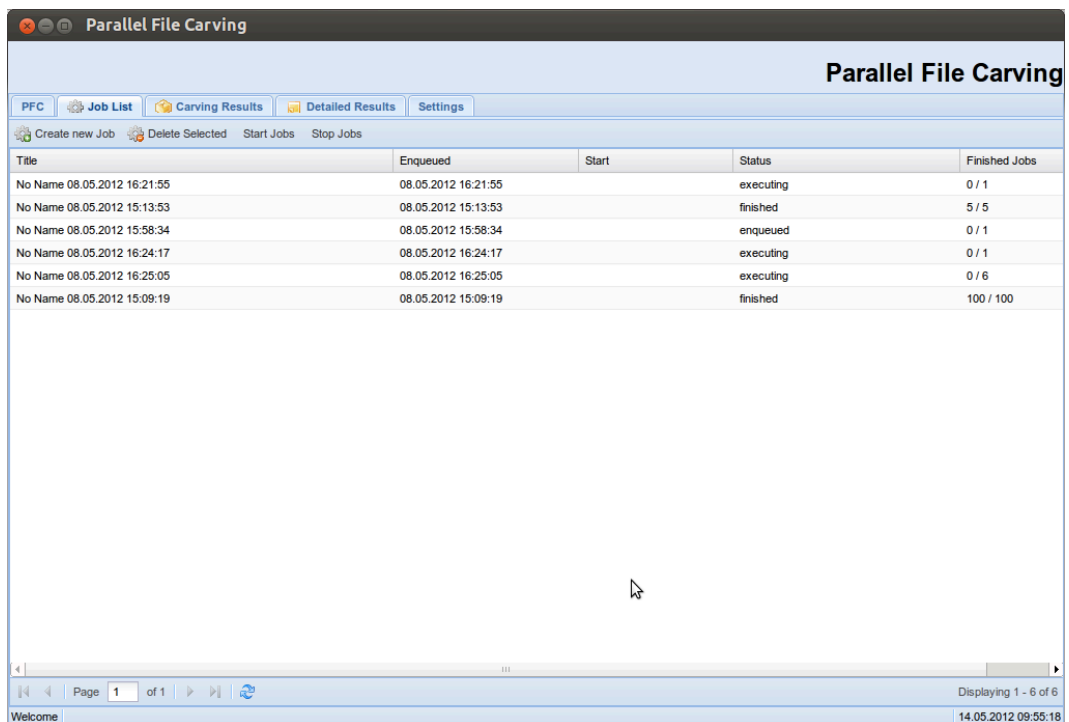 Parallel File Carving
Parallel File Carving
PFC Job List Carving Results Detailed Results Settings
Create new Job Delete Selected Start Jobs Stop Jobs
Title Enqueued Start Status Finished Jobs
No Name 08.05.2012 16:21:55 08.05.2012 16:21:55 executing 0 / 1
No Name 08.05.2012 15:13:53 08.05.2012 15:13:53 finished 5 / 5
No Name 08.05.2012 15:58:34 08.05.2012 15:58:34 enqueued 0 / 1
No Name 08.05.2012 16:24:17 08.05.2012 16:24:17 executing 0 / 1
No Name 08.05.2012 16:25:05 08.05.2012 16:25:05 executing 0 / 6
No Name 08.05.2012 15:09:19 08.05.2012 15:09:19 finished 100 / 100
Page 1 of 1 Displaying 1 - 6 of 6
Welcome 14.05.2012 09:55:18